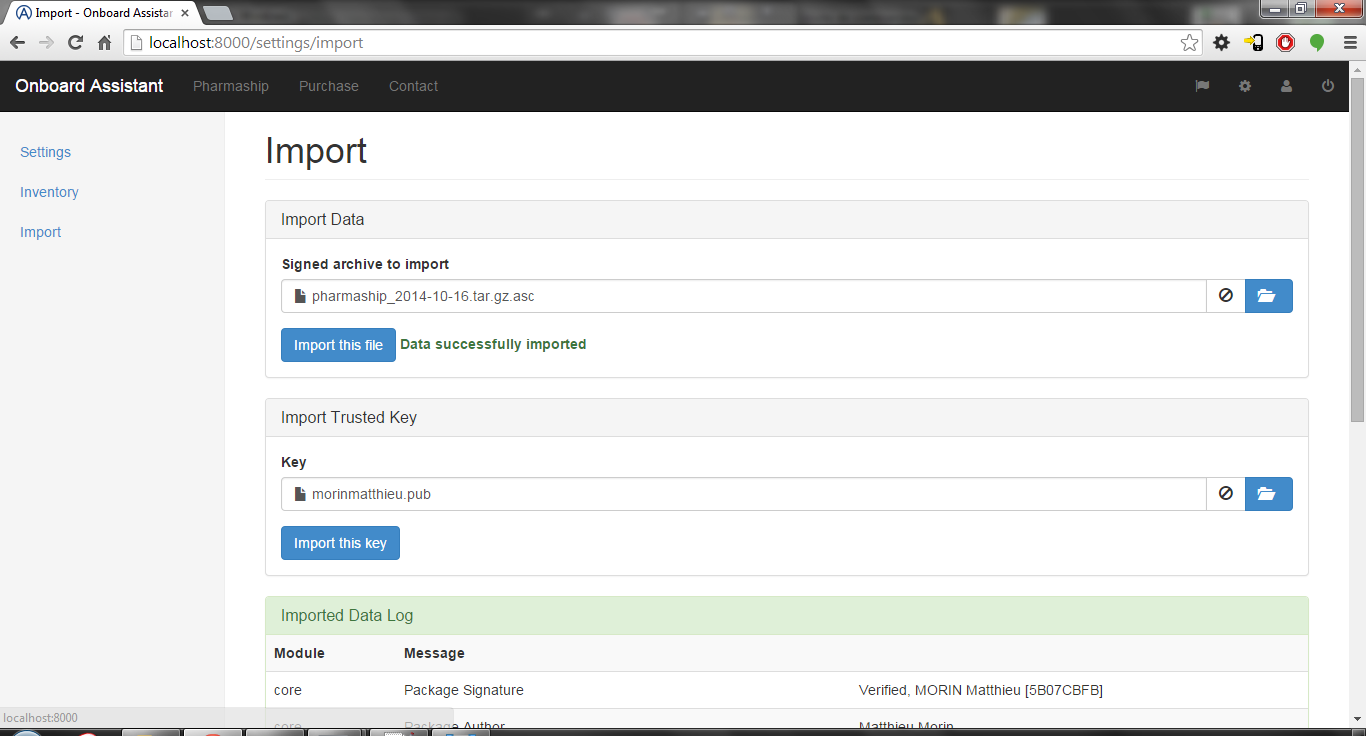 Import - Onboard Assistar
localhost:8000/settings/import
Onboard Assistant Pharmaship Purchase Contact
Settings
Inventory
Import
Import
Import Data
Signed archive to import
pharmaship_2014-10-16.tar.gz.asc
Import this file Data successfully imported
Import Trusted Key
Key
morinmatthieu.pub
Import this key
Imported Data Log
Module Message
core Package Signature Verified, MORIN Matthieu [5B07CBFB]
core Package Author Matthieu Morin
localhost:8000